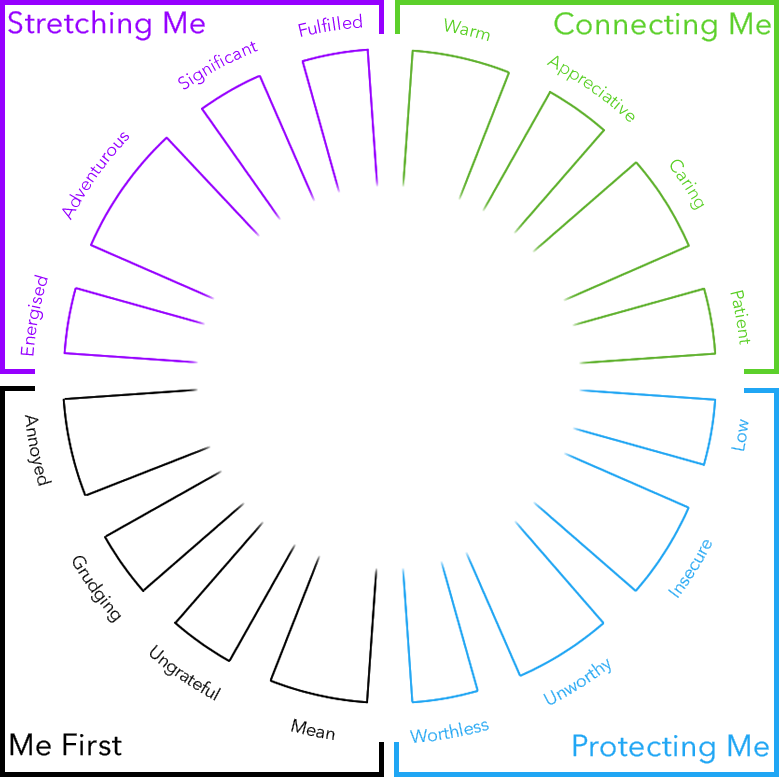 Stretching Me
Connecting Me
Fulfilled
Warm
Significant
Appreciative
Adventurous
Caring
Energised
Patient
Annoyed
Low
Grudging
Insecure
Ungrateful
Unworthy
Mean
Worthless
Me First
Protecting Me